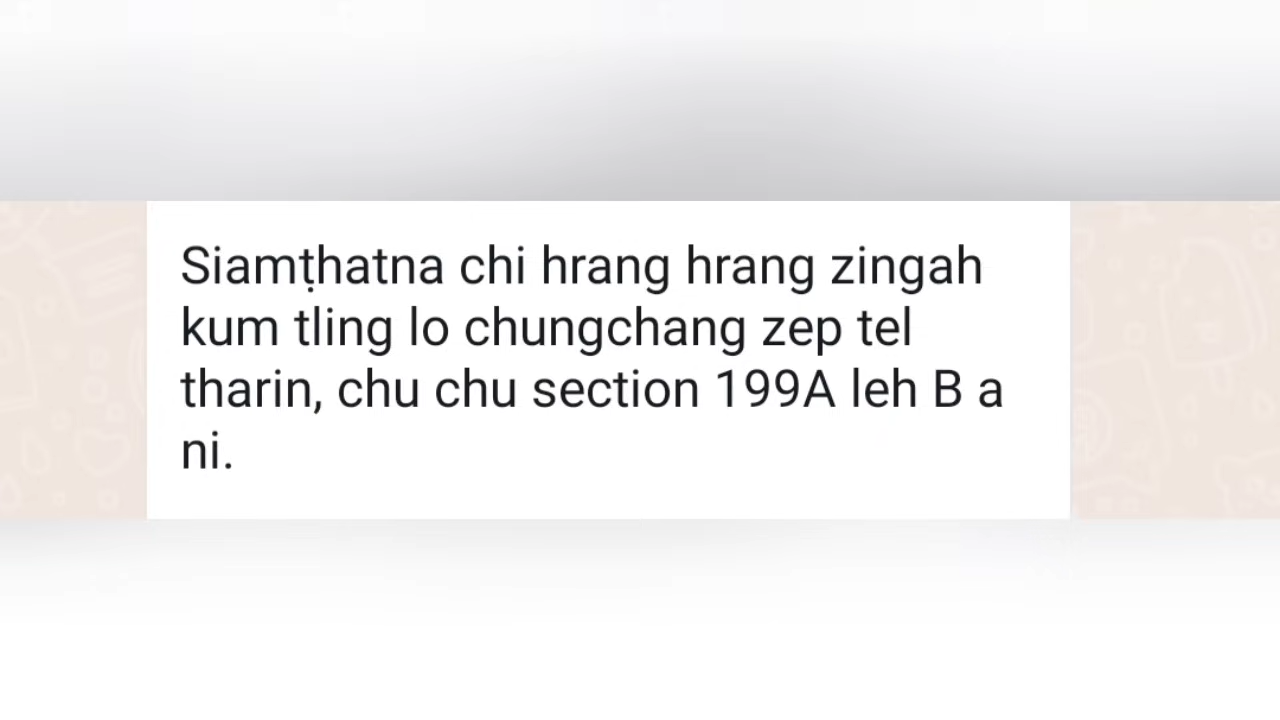 Siamṭhatna chi hrang hrang zingah
kum tling lo chungchang zep tel
tharin, chu chu section 199A leh B a
ni.